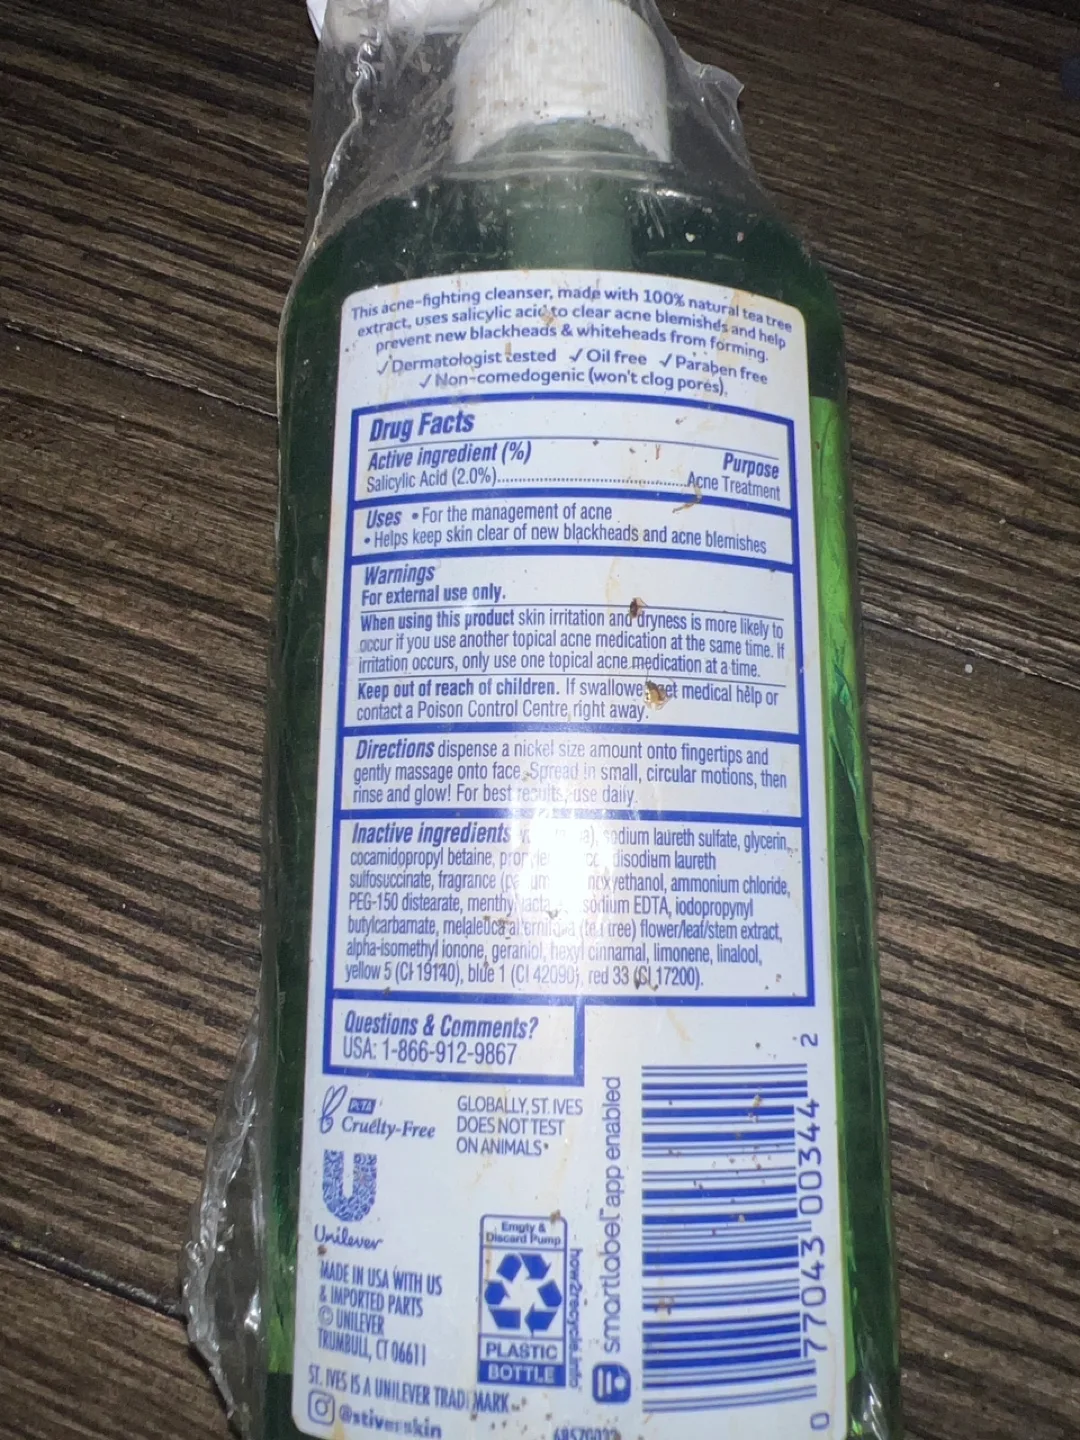 This acne-fighting cleanser, made with 100% natural tea tree
extract, uses salicylic acid to clear acne blemishes and help
prevent new blackheads & whiteheads from forming.
✓Dermatologist tested ✓Oil free ✓Paraben free
✓Non-comedogenic (won't clog pores).
Drug Facts
Active ingredient (%) Purpose
Salicylic Acid (2.0%)...Acne Treatment
Uses • For the management of acne
• Helps keep skin clear of new blackheads and acne blemishes
Warnings
For external use only.
When using this product skin irritation and dryness is more likely to
occur if you use another topical acne medication at the same time. If
irritation occurs, only use one topical acne medication at a time.
Keep out of reach of children. If swallowe get medical help or
contact a Poison Control Centre right away.
Directions dispense a nickel size amount onto fingertips and
gently massage onto face. Spread in small, circular motions, then
rinse and glow! For best results, use daily.
Inactive ingredients sodium laureth sulfate, glycerin,
cocamidopropyl betaine, disodium laureth
sulfosuccinate, fragrance ammonium chloride,
PEG-150 distearate, sodium EDTA, iodopropynyl
butylcarbamate, melaleuca alternifolia (tea tree) flower/leaf/stem extract,
alpha-isomethyl ionone, geraniol, hexyl cinnamal, limonene, linalool,
yellow 5 (CI 19140), blue 1 (CI 42090), red 33 (CI 17200).
Questions & Comments?
USA: 1-866-912-9867
PETA
Cruelty-Free
GLOBALLY, ST. IVES
DOES NOT TEST
ON ANIMALS*
Unilever
MADE IN USA WITH US
& IMPORTED PARTS
© UNILEVER
TRUMBULL, CT 06611
ST. IVES IS A UNILEVER TRADEMARK
@stivesskin
Empty &
Discard Pump
PLASTIC
BOTTLE
how2recycle.info
smartlabel app enabled
0 77043 00344 2